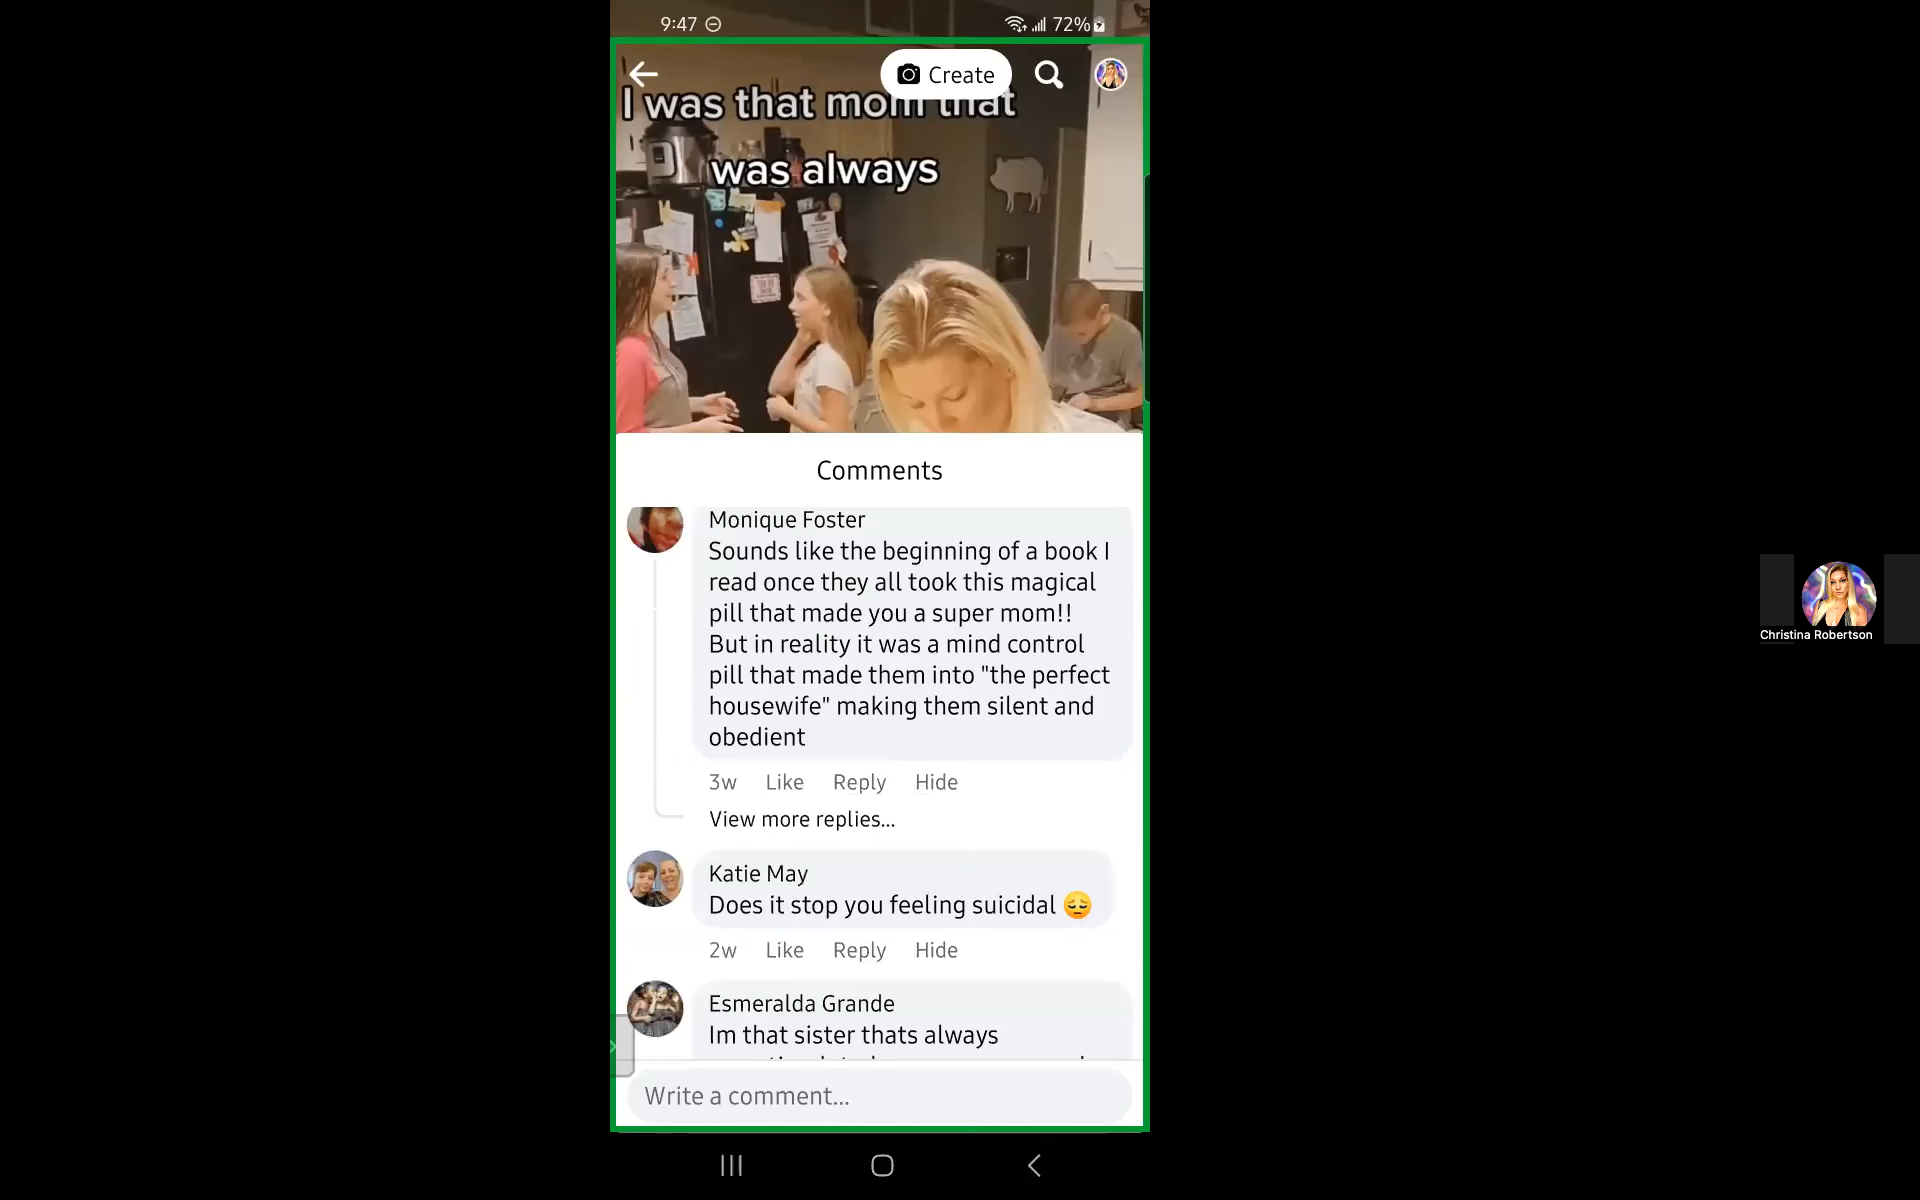 9:47
72%
Create
I was that mom that
was always
Comments
Monique Foster
Sounds like the beginning of a book I
read once they all took this magical
pill that made you a super mom!!
But in reality it was a mind control
pill that made them into "the perfect
housewife" making them silent and
obedient
3w Like Reply Hide
View more replies...
Katie May
Does it stop you feeling suicidal 😔
2w Like Reply Hide
Esmeralda Grande
Im that sister thats always
Write a comment...
Christina Robertson